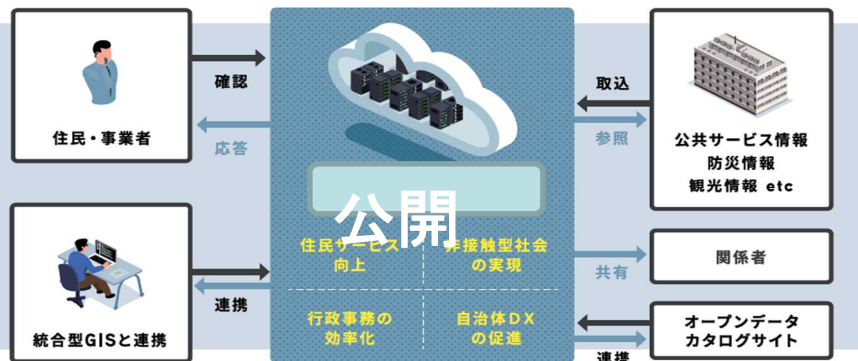 確認
住民・事業者
応答
統合型GISと連携
連携
公開
住民サービス
向上
非接触型社会
の実現
行政事務の
効率化
自治体DX
の促進
取込
参照
公共サービス情報
防災情報
観光情報 etc
共有
関係者
オープンデータ
カタログサイト
連携